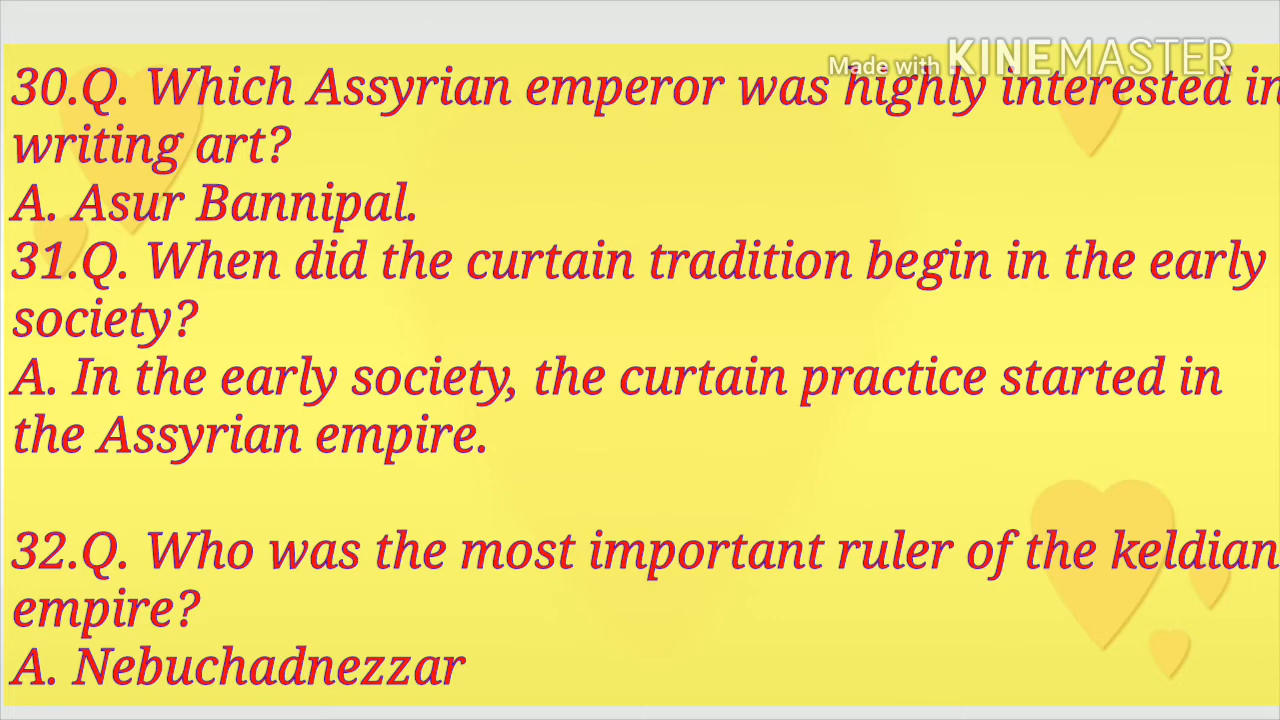 Made with KINEMASTER
30.Q. Which Assyrian emperor was highly interested in
writing art?
A. Asur Bannipal.
31.Q. When did the curtain tradition begin in the early
society?
A. In the early society, the curtain practice started in
the Assyrian empire.
32.Q. Who was the most important ruler of the keldian
empire?
A. Nebuchadnezzar